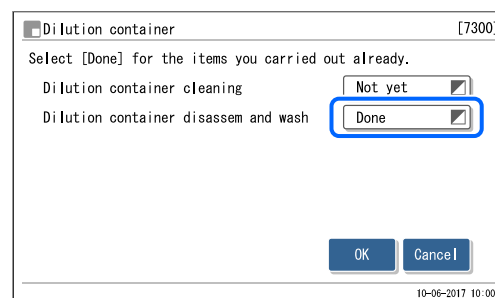 Dilution container [7300]
Select [Done] for the items you carried out already.
Dilution container cleaning Not yet
Dilution container disassem and wash Done
OK Cancel
10-06-2017 10:00